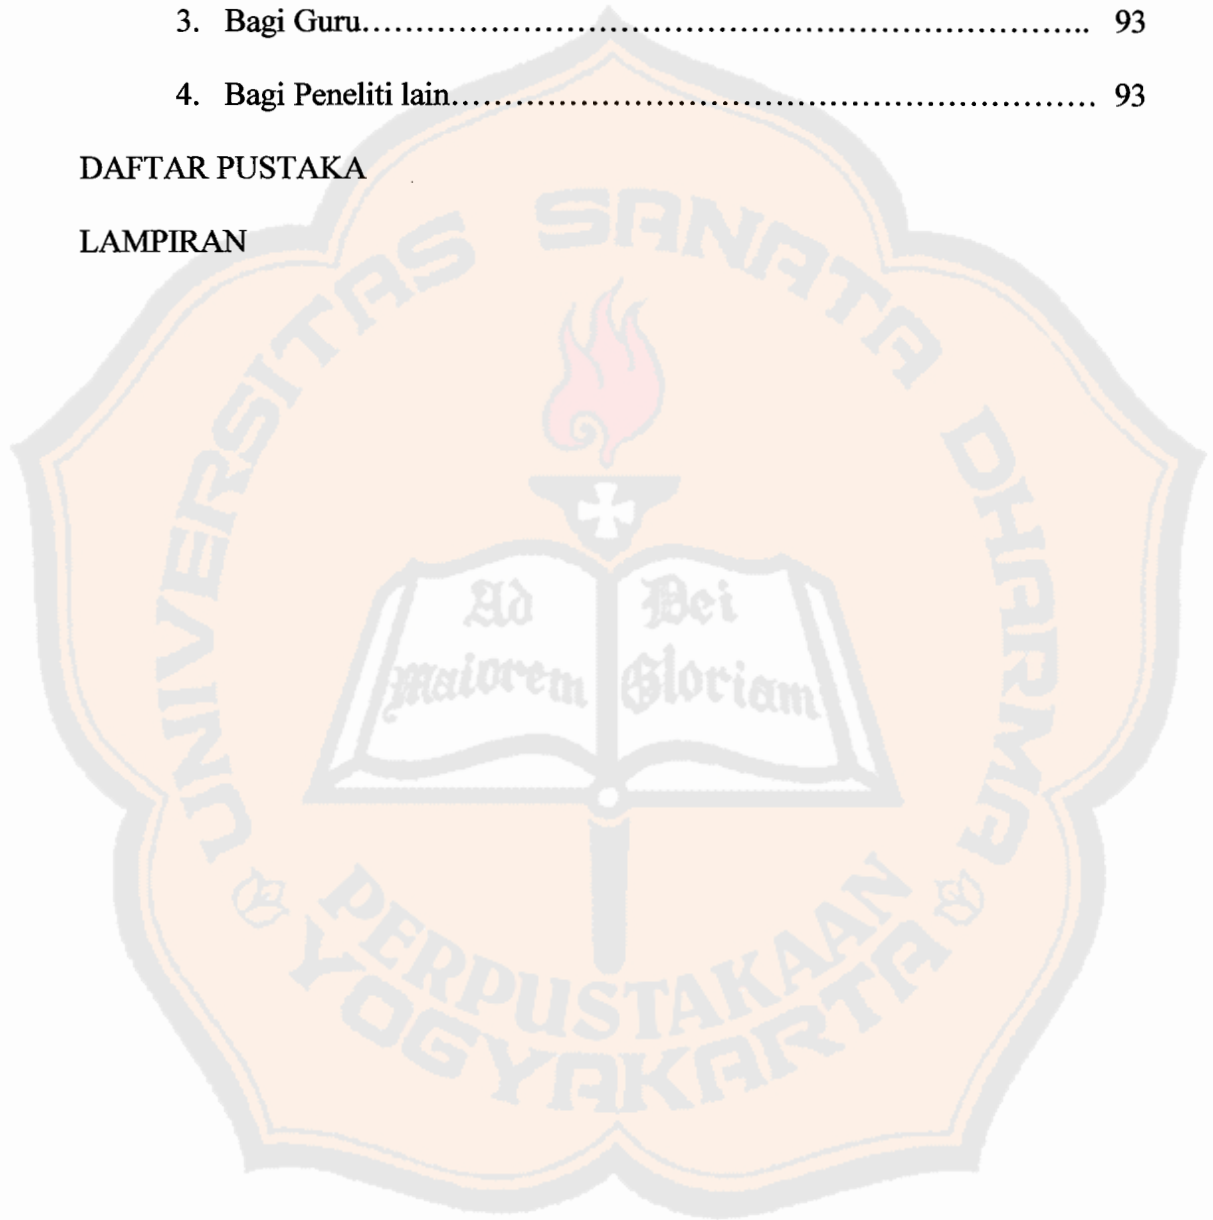 3. Bagi Guru.................................................................. 93
4. Bagi Peneliti lain.......................................................... 93
DAFTAR PUSTAKA
LAMPIRAN
UNIVERSITAS SANATA DHARMA
Ad Dei
Maiorem Gloriam
PERPUSTAKAAN
YOGYAKARTA